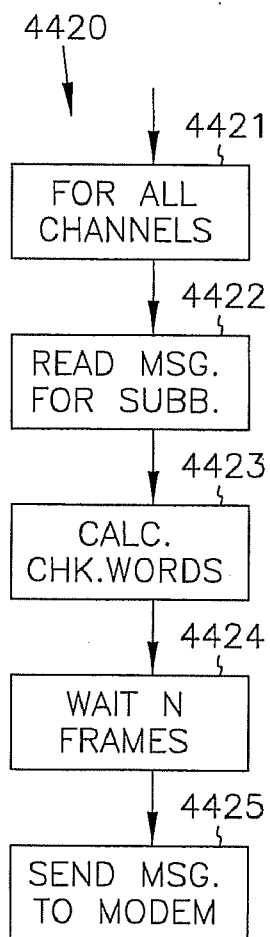 4420
4421
FOR ALL
CHANNELS
4422
READ MSG.
FOR SUBB.
4423
CALC.
CHK.WORDS
4424
WAIT N
FRAMES
4425
SEND MSG.
TO MODEM